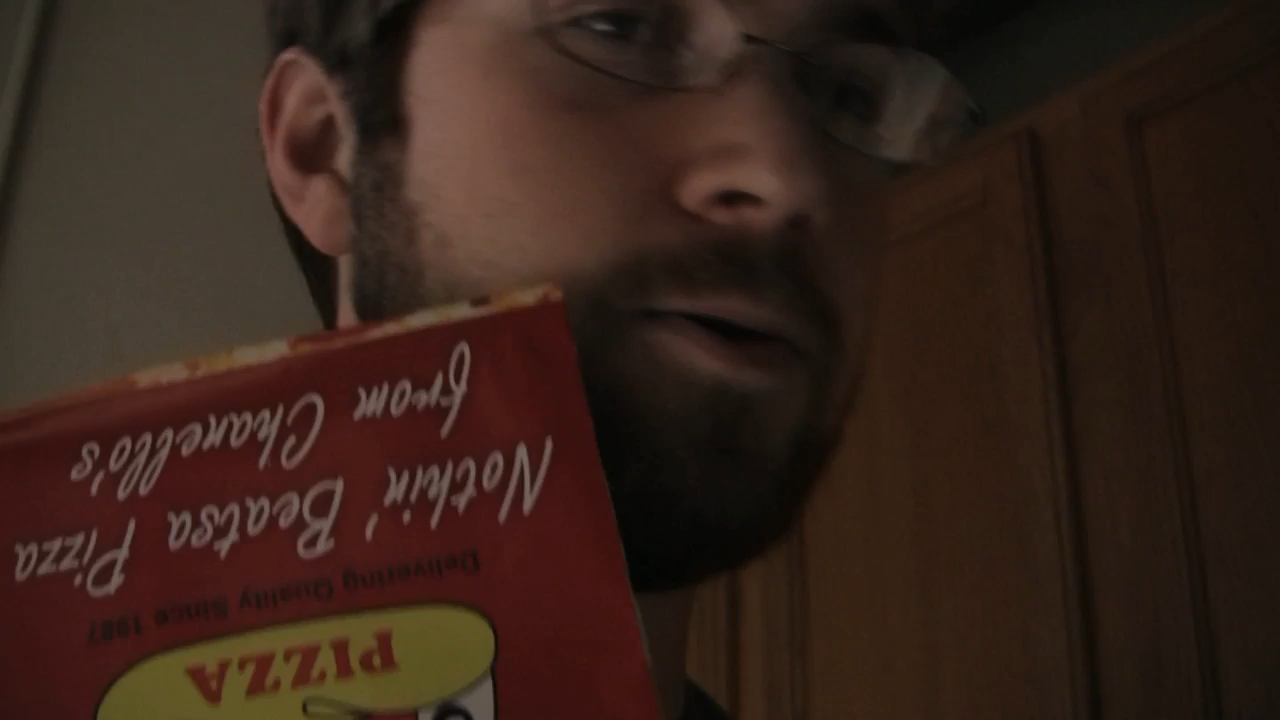 PIZZA
Delivering Quality Since 1987
Nothin' Beatsa Pizza
from Chanello's